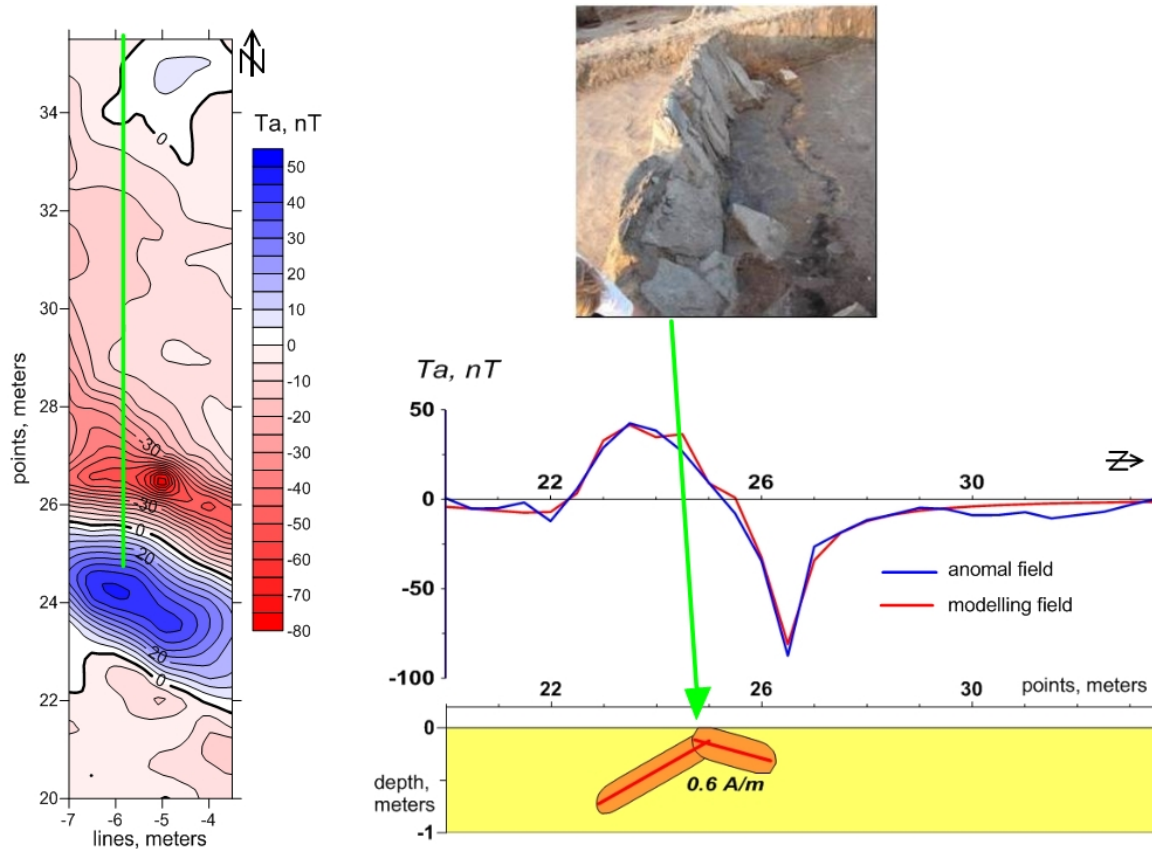 N
Ta, nT
34
32
30
28
26
24
22
20
points, meters
-7 -6 -5 -4
lines, meters
0
-30
-30
0
20
20
0
50
40
30
20
10
0
-10
-20
-30
-40
-50
-60
-70
-80
Ta, nT
50
0
-50
-100
22 26 30
N
anomal field
modelling field
22 26 30 points, meters
0
depth,
meters
-1
0.6 A/m